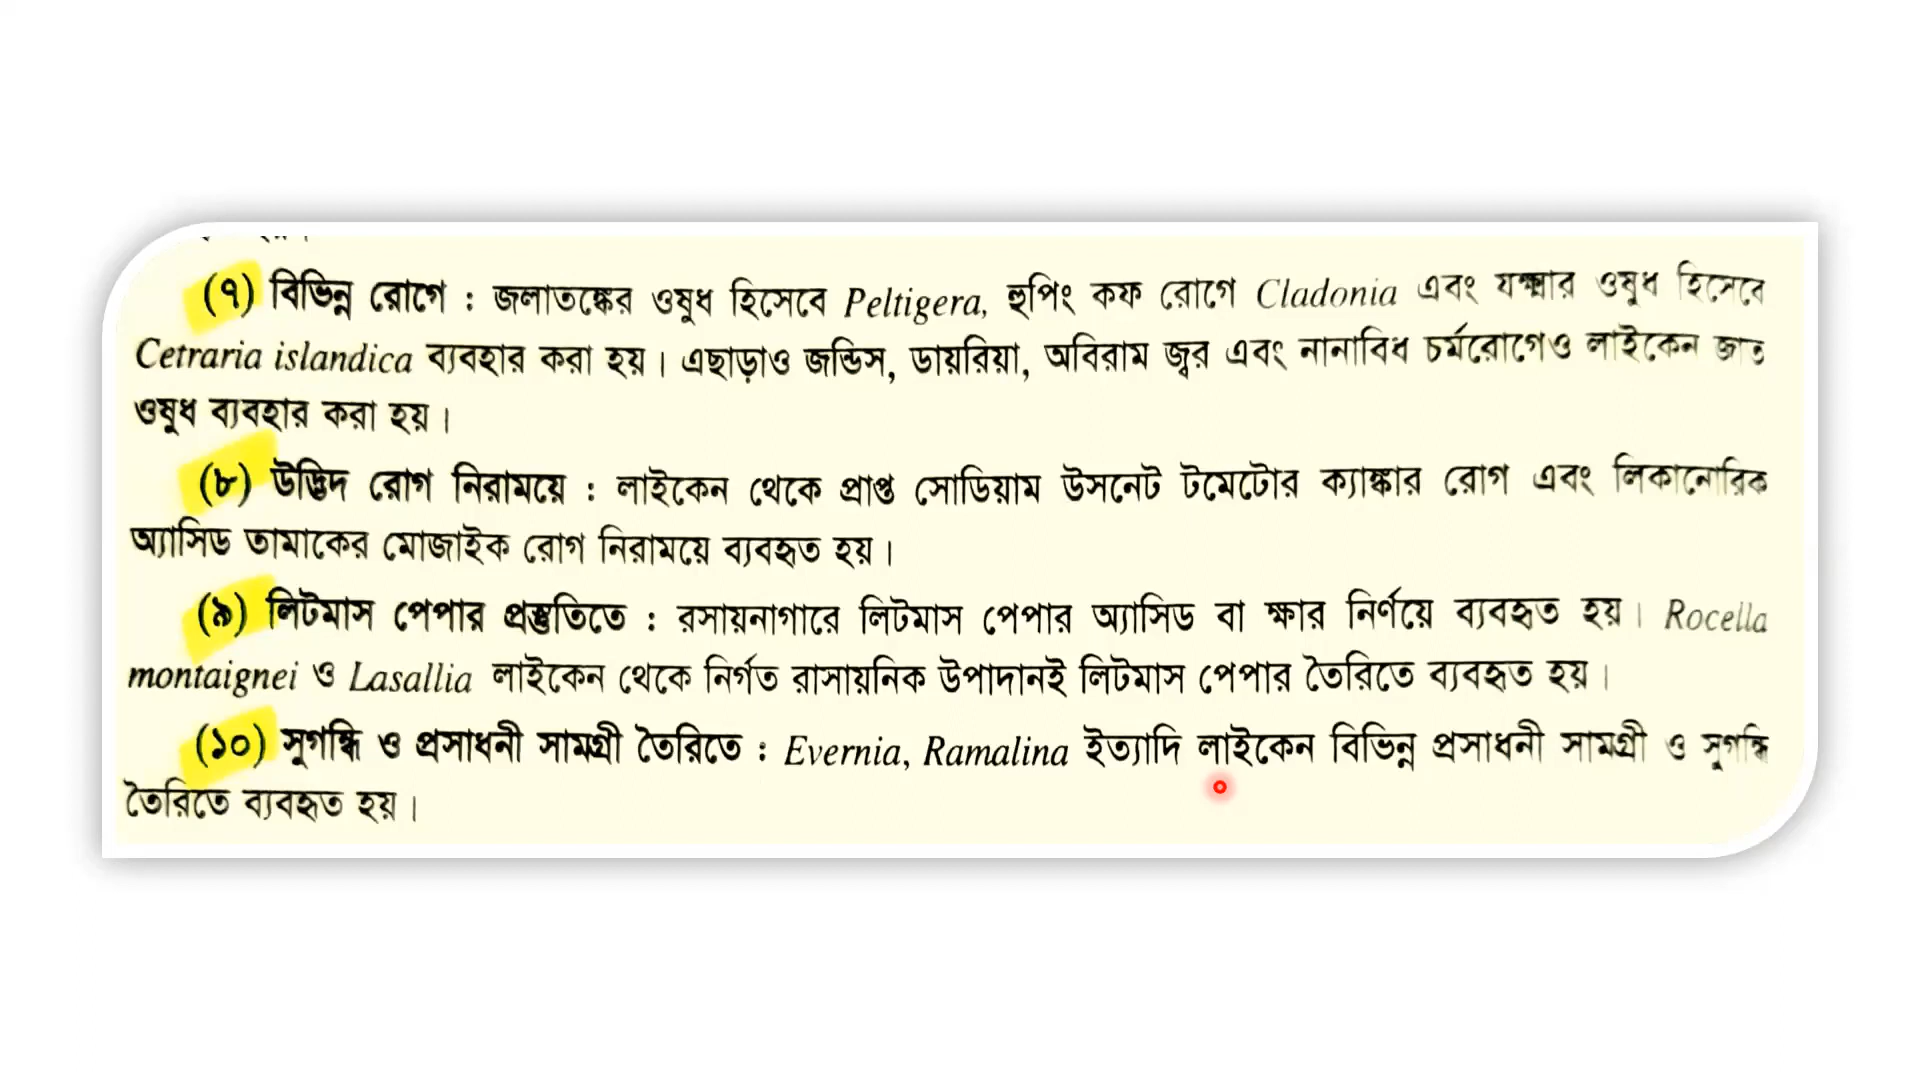 (৭) বিভিন্ন রোগে : জলাতঙ্কের ওষুধ হিসেবে Peltigera, হুপিং কফ রোগে Cladonia এবং যক্ষ্মার ওষুধ হিসেবে
Cetraria islandica ব্যবহার করা হয়। এছাড়াও জন্ডিস, ডায়রিয়া, অবিরাম জ্বর এবং নানাবিধ চর্মরোগেও লাইকেন জাত
ওষুধ ব্যবহার করা হয়।
(৮) উদ্ভিদ রোগ নিরাময়ে : লাইকেন থেকে প্রাপ্ত সোডিয়াম উসনেট টমেটোর ক্যাঙ্কার রোগ এবং লিকানোরিক
অ্যাসিড তামাকের মোজাইক রোগ নিরাময়ে ব্যবহৃত হয়।
(৯) লিটমাস পেপার প্রস্তুতিতে : রসায়নাগারে লিটমাস পেপার অ্যাসিড বা ক্ষার নির্ণয়ে ব্যবহৃত হয়। Rocella
montaignei ও Lasallia লাইকেন থেকে নির্গত রাসায়নিক উপাদানই লিটমাস পেপার তৈরিতে ব্যবহৃত হয়।
(১০) সুগন্ধি ও প্রসাধনী সামগ্রী তৈরিতে : Evernia, Ramalina ইত্যাদি লাইকেন বিভিন্ন প্রসাধনী সামগ্রী ও সুগন্ধি
তৈরিতে ব্যবহৃত হয়।